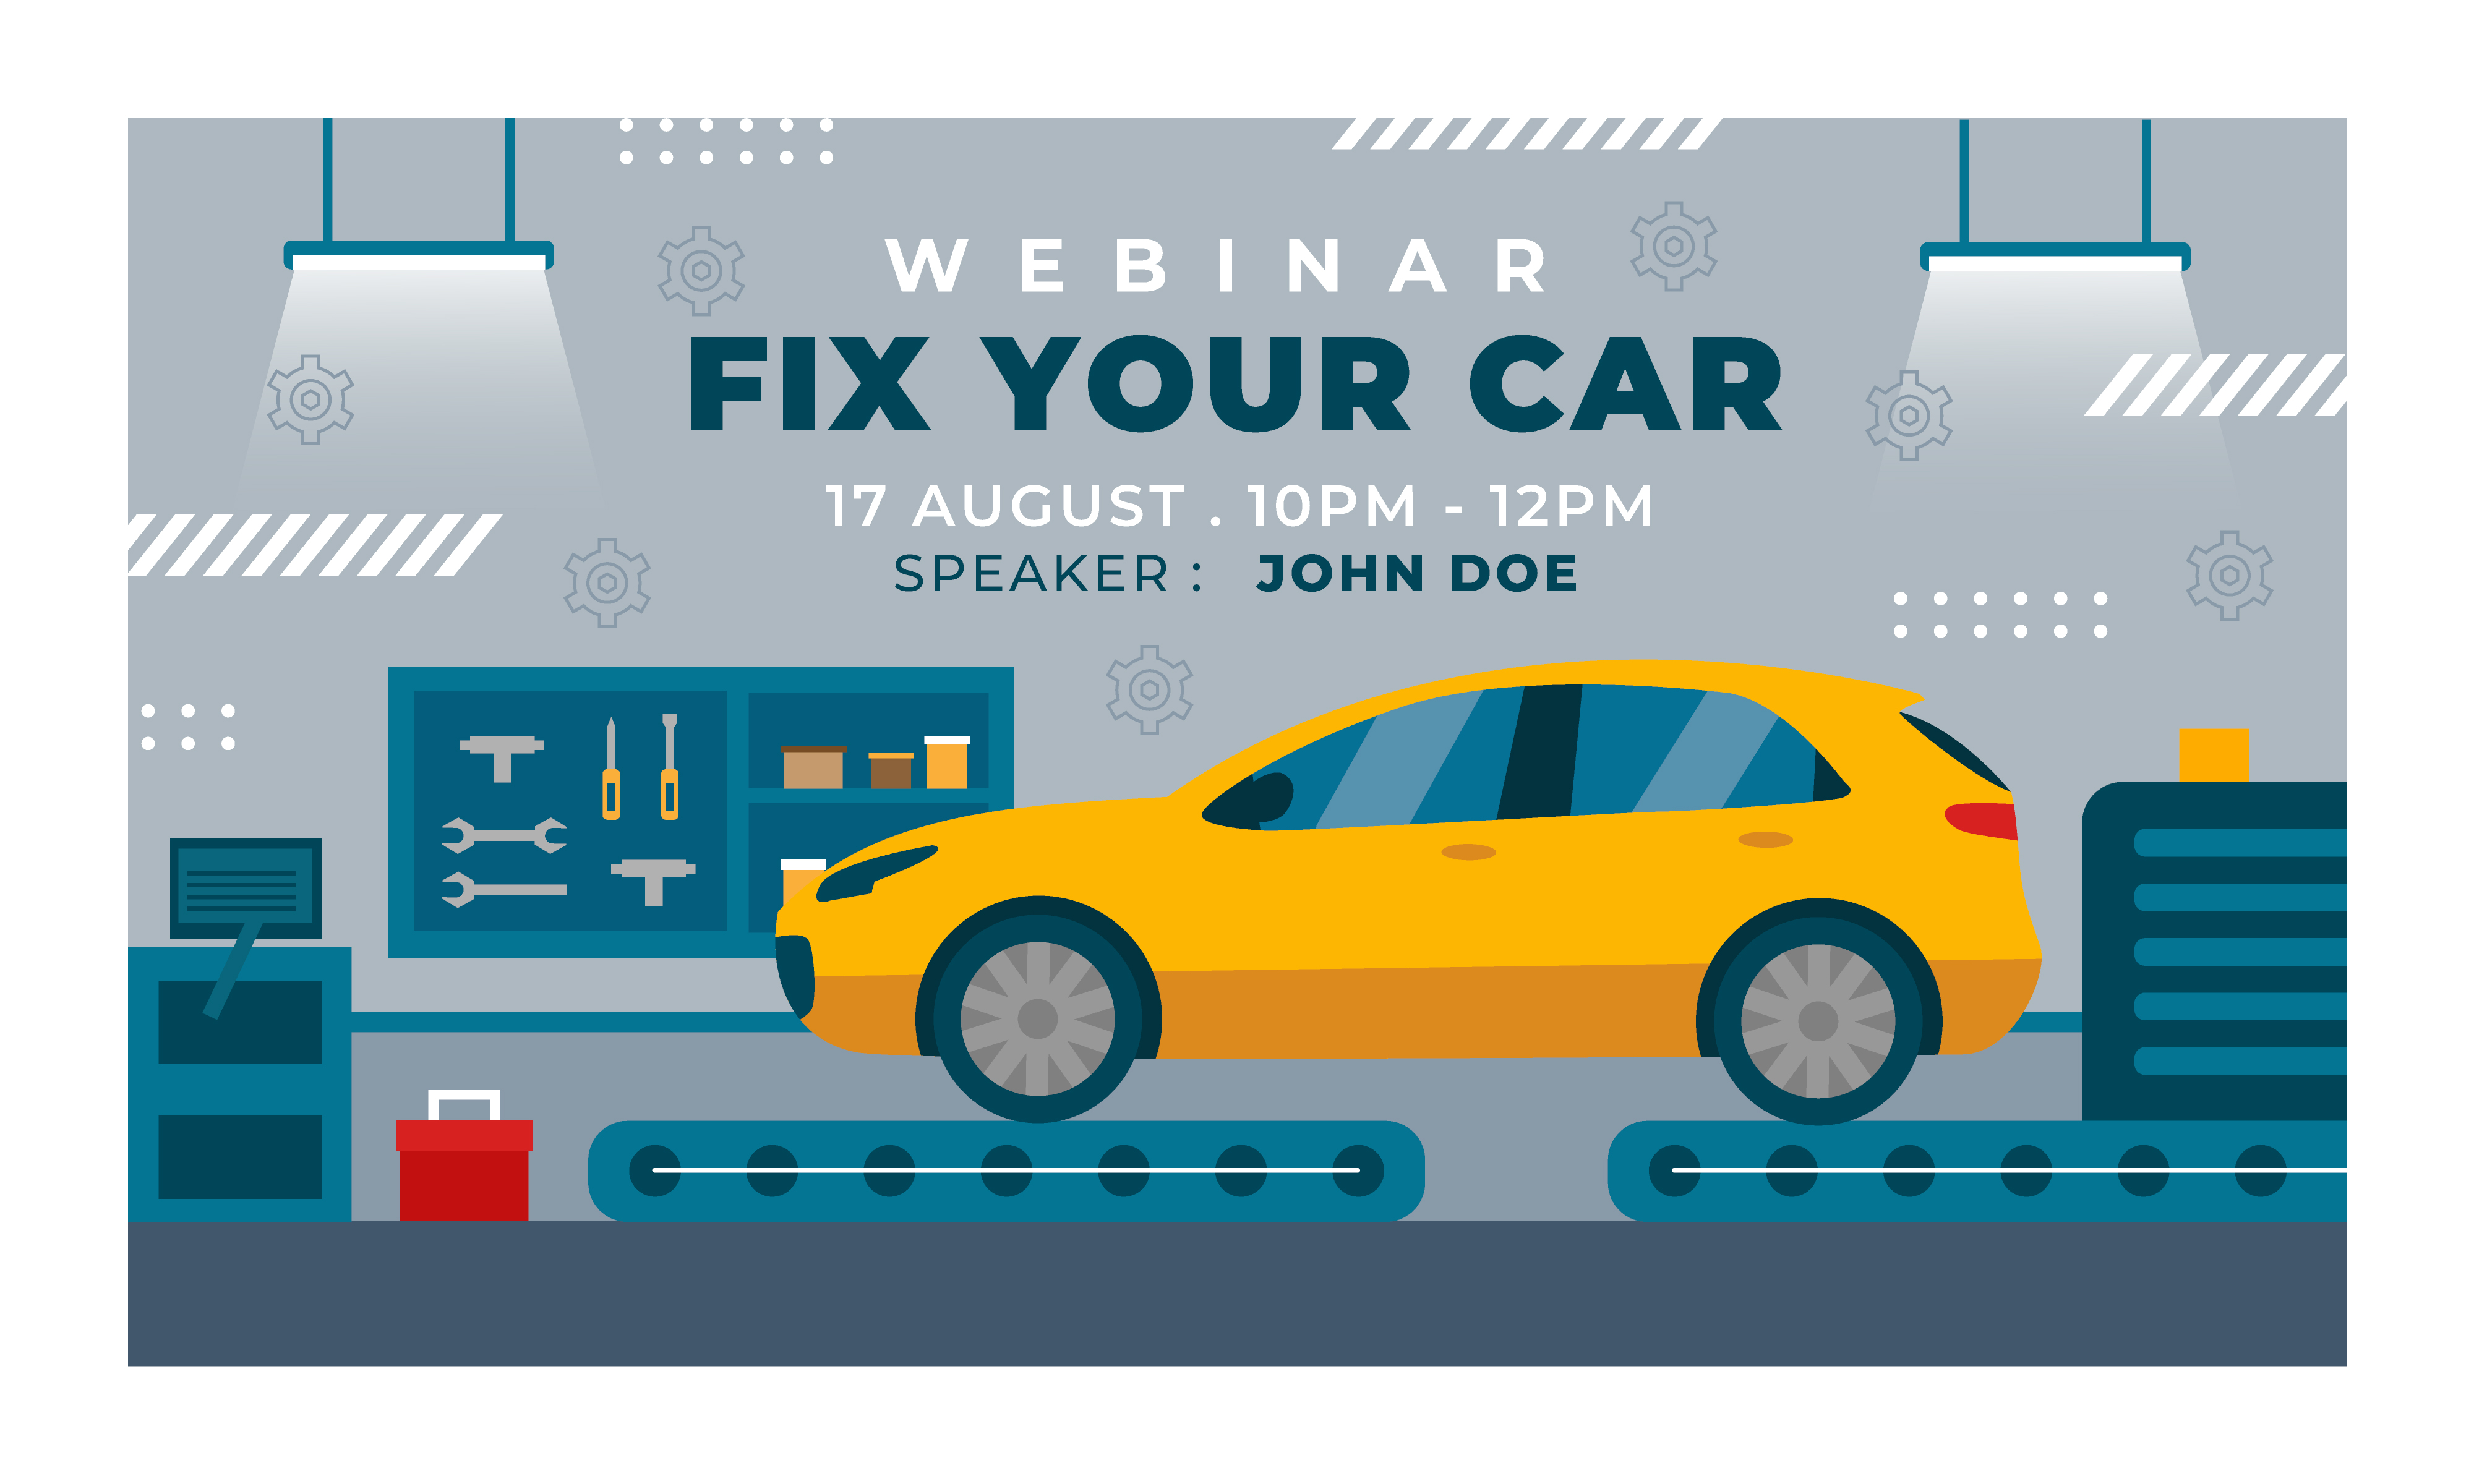 WEBINAR
FIX YOUR CAR
17 AUGUST . 10PM - 12PM
SPEAKER : JOHN DOE